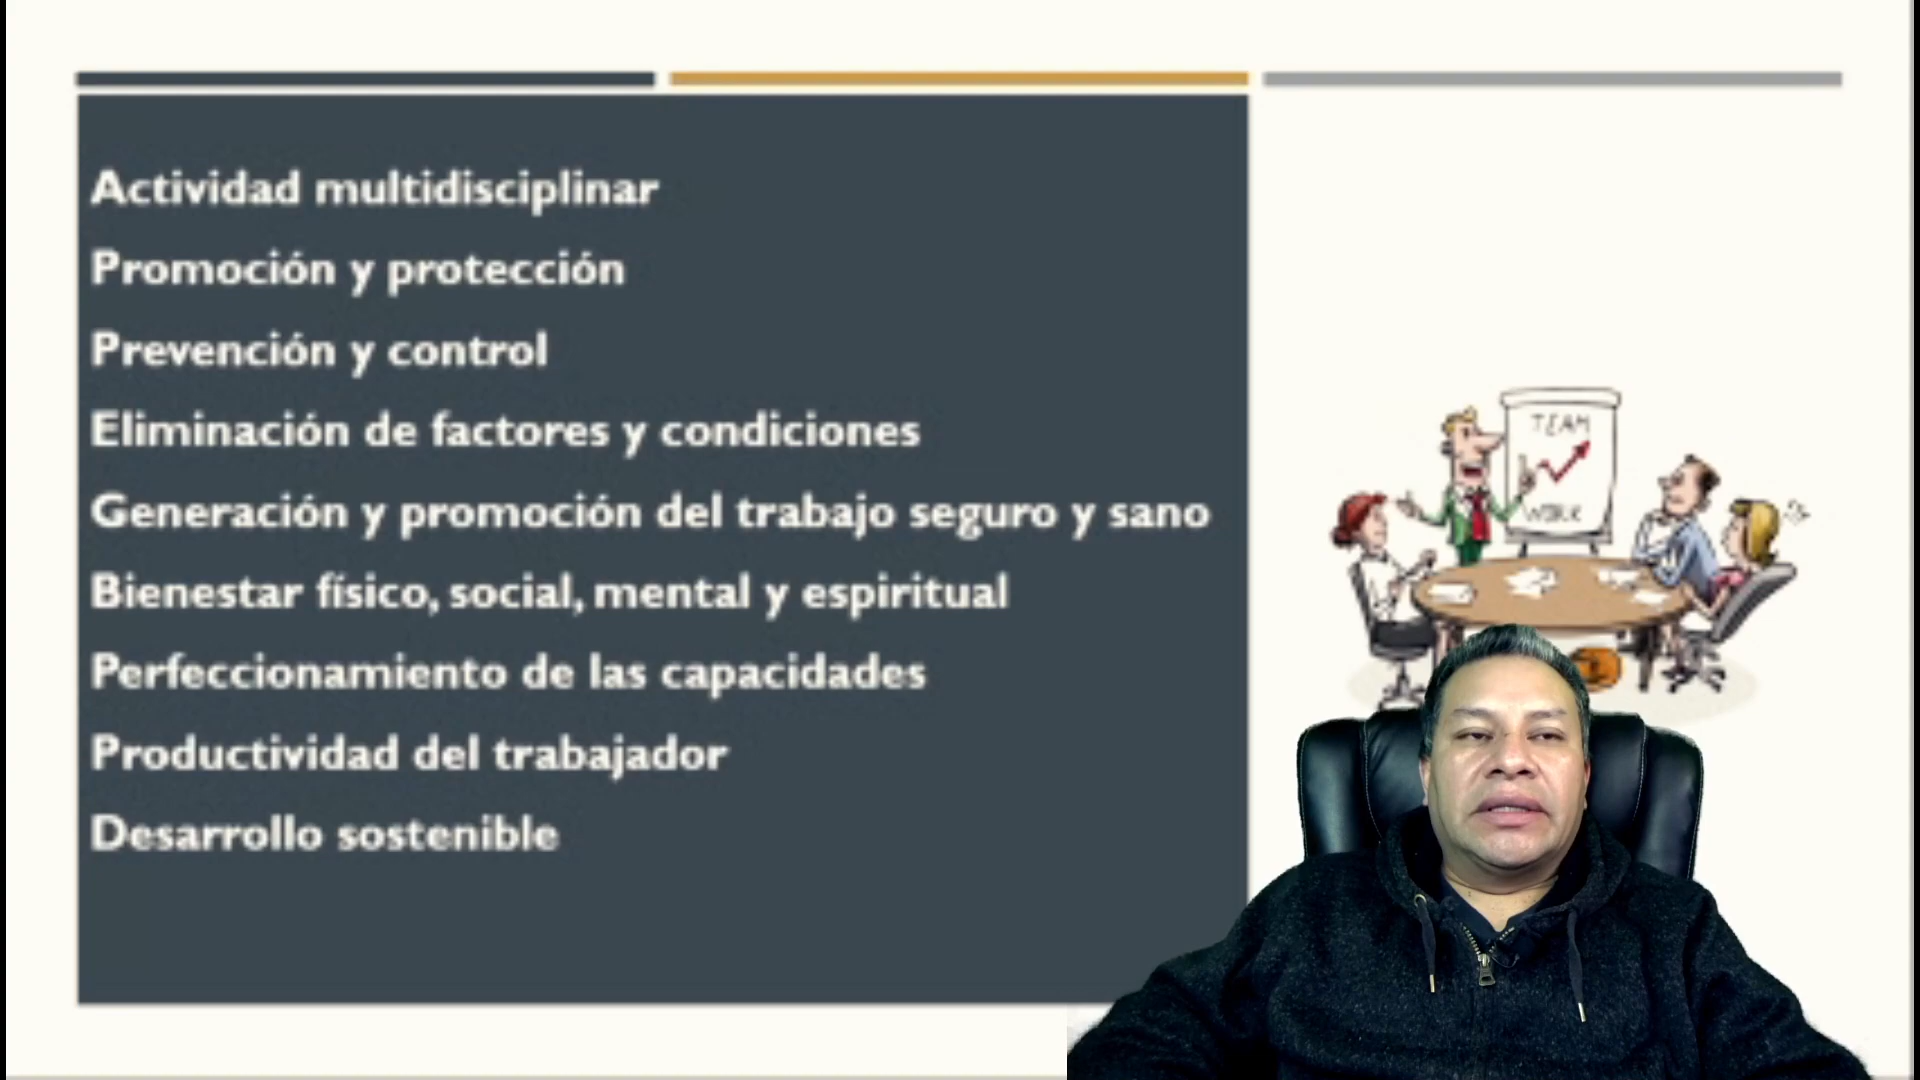 Actividad multidisciplinar
Promoción y protección
Prevención y control
Eliminación de factores y condiciones
Generación y promoción del trabajo seguro y sano
Bienestar físico, social, mental y espiritual
Perfeccionamiento de las capacidades
Productividad del trabajador
Desarrollo sostenible
TEAM
WORK